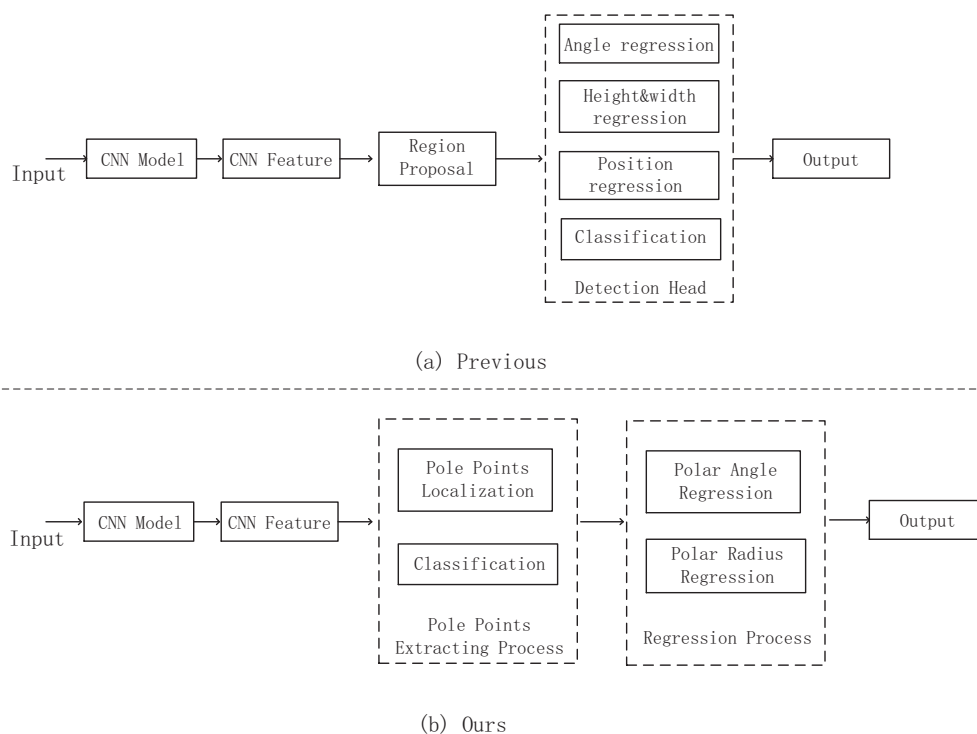 Input
CNN Model
CNN Feature
Region
Proposal
Angle regression
Height&width
regression
Position
regression
Classification
Detection Head
Output
(a) Previous
Input
CNN Model
CNN Feature
Pole Points
Localization
Classification
Pole Points
Extracting Process
Polar Angle
Regression
Polar Radius
Regression
Regression Process
Output
(b) Ours